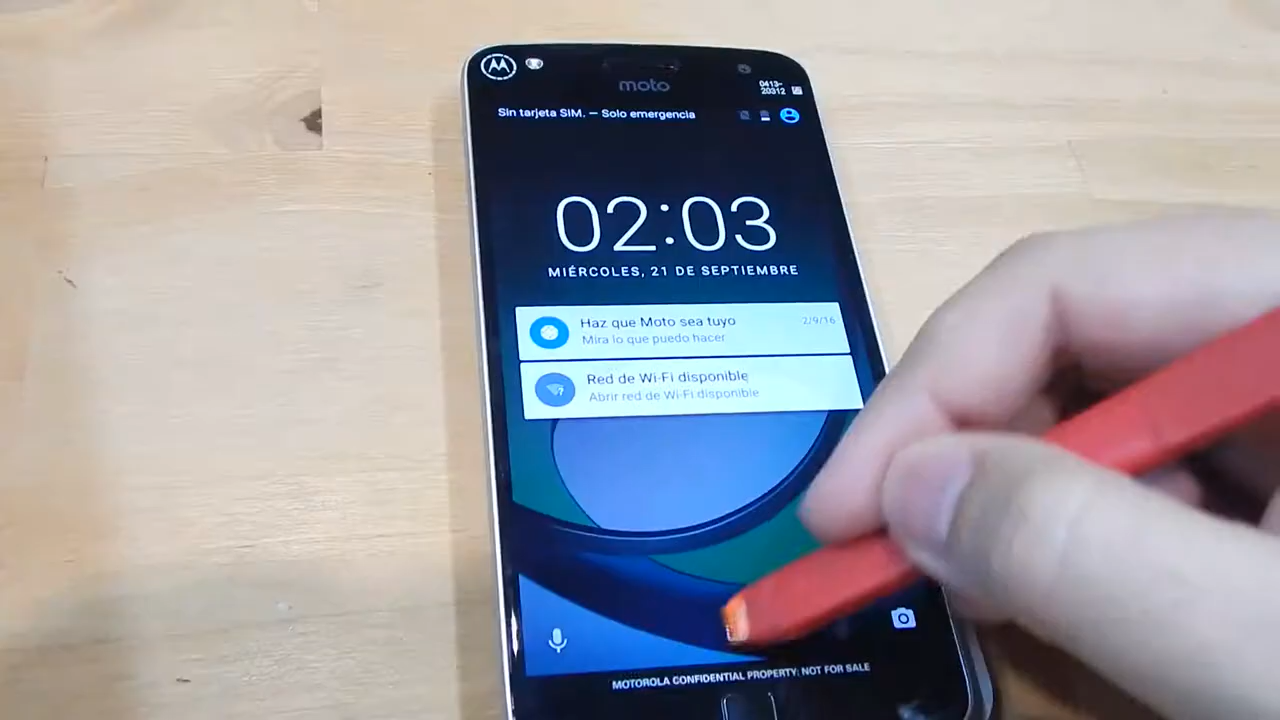 moto
0413-
20312
Sin tarjeta SIM. — Solo emergencia
02:03
MIÉRCOLES, 21 DE SEPTIEMBRE
Haz que Moto sea tuyo 2/9/16
Mira lo que puedo hacer
Red de Wi-Fi disponible
Abrir red de Wi-Fi disponible
MOTOROLA CONFIDENTIAL PROPERTY: NOT FOR SALE